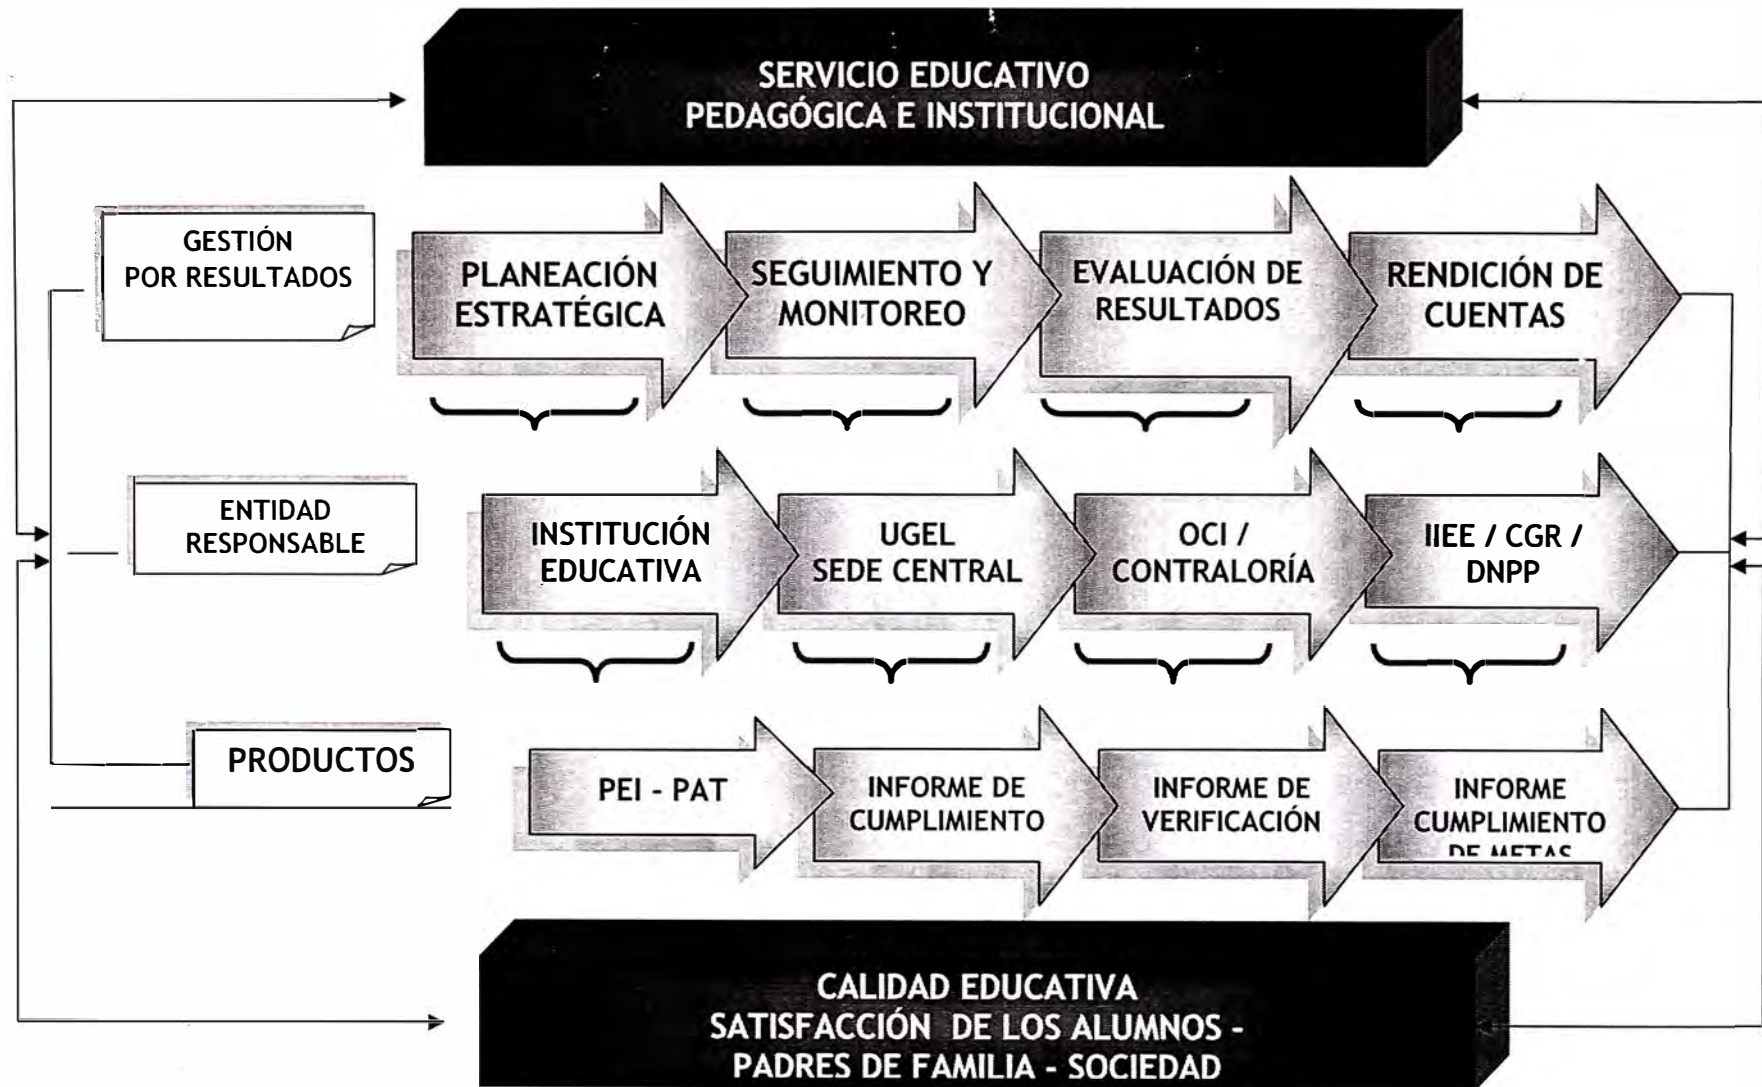 SERVICIO EDUCATIVO
PEDAGÓGICA E INSTITUCIONAL
GESTIÓN
POR RESULTADOS
PLANEACIÓN
ESTRATÉGICA
SEGUIMIENTO Y
MONITOREO
EVALUACIÓN DE
RESULTADOS
RENDICIÓN DE
CUENTAS
ENTIDAD
RESPONSABLE
INSTITUCIÓN
EDUCATIVA
UGEL
SEDE CENTRAL
OCI /
CONTRALORÍA
IIEE / CGR /
DNPP
PRODUCTOS
PEI - PAT
INFORME DE
CUMPLIMIENTO
INFORME DE
VERIFICACIÓN
INFORME
CUMPLIMIENTO
DE METAS
CALIDAD EDUCATIVA
SATISFACCIÓN DE LOS ALUMNOS -
PADRES DE FAMILIA - SOCIEDAD